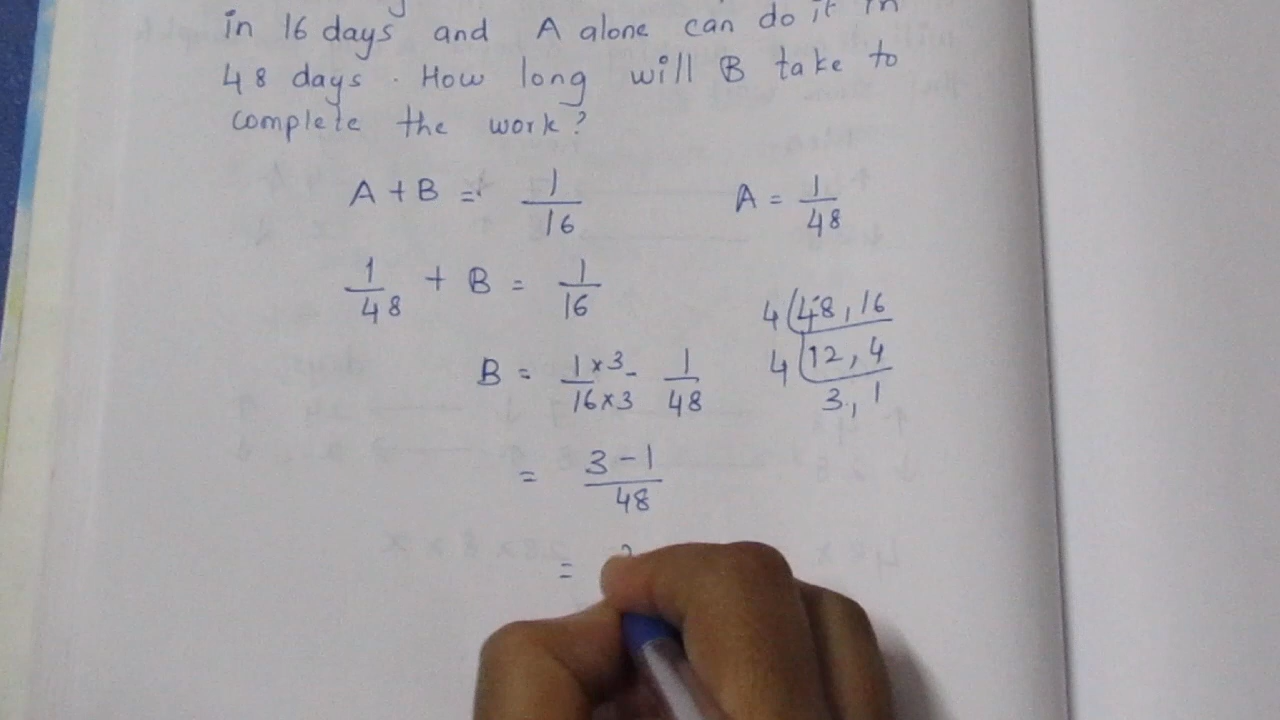 in 16 days and A alone can do it in
48 days. How long will B take to
complete the work?
A + B = 1/16 A = 1/48
1/48 + B = 1/16
4 48, 16
B = 1×3/16×3 - 1/48
4 12, 4
3, 1
= 3-1/48
=